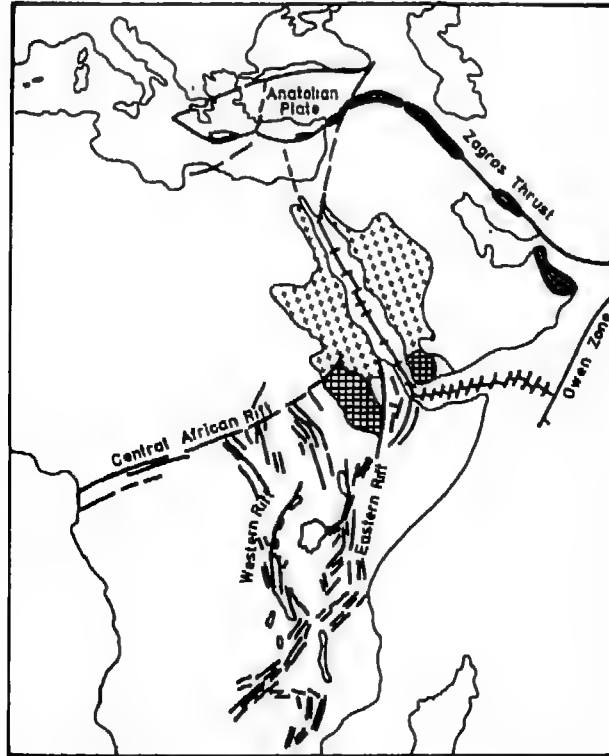 Anatolian
Plate
Zagros Thrust
Owen Zone
Central African Rift
Western Rift
Eastern Rift